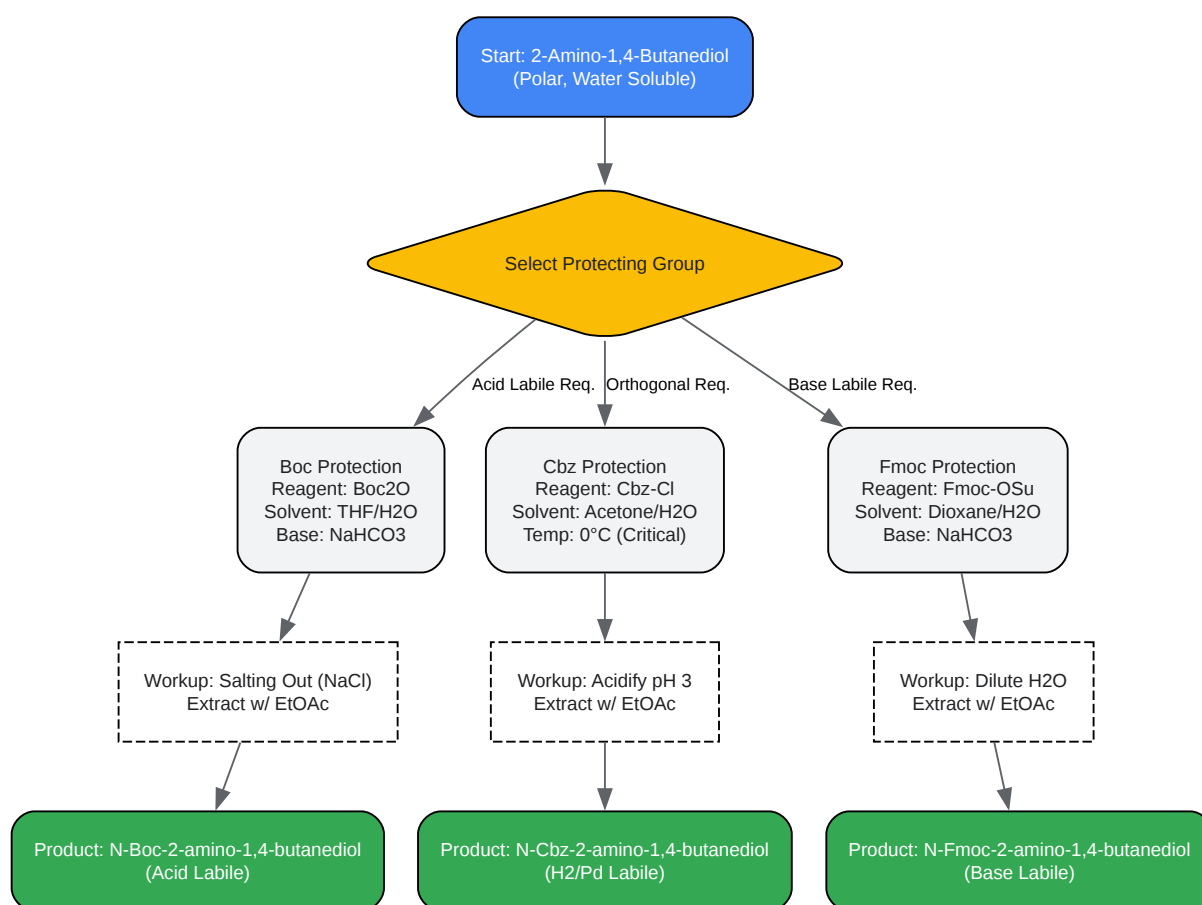 Start: 2-Amino-1,4-Butanediol
(Polar, Water Soluble)
Select Protecting Group
Acid Labile Req.
Orthogonal Req.
Base Labile Req.
Boc Protection
Reagent: Boc2O
Solvent: THF/H2O
Base: NaHCO3
Cbz Protection
Reagent: Cbz-Cl
Solvent: Acetone/H2O
Temp: 0°C (Critical)
Fmoc Protection
Reagent: Fmoc-OSu
Solvent: Dioxane/H2O
Base: NaHCO3
Workup: Salting Out (NaCl)
Extract w/ EtOAc
Workup: Acidify pH 3
Extract w/ EtOAc
Workup: Dilute H2O
Extract w/ EtOAc
Product: N-Boc-2-amino-1,4-butanediol
(Acid Labile)
Product: N-Cbz-2-amino-1,4-butanediol
(H2/Pd Labile)
Product: N-Fmoc-2-amino-1,4-butanediol
(Base Labile)